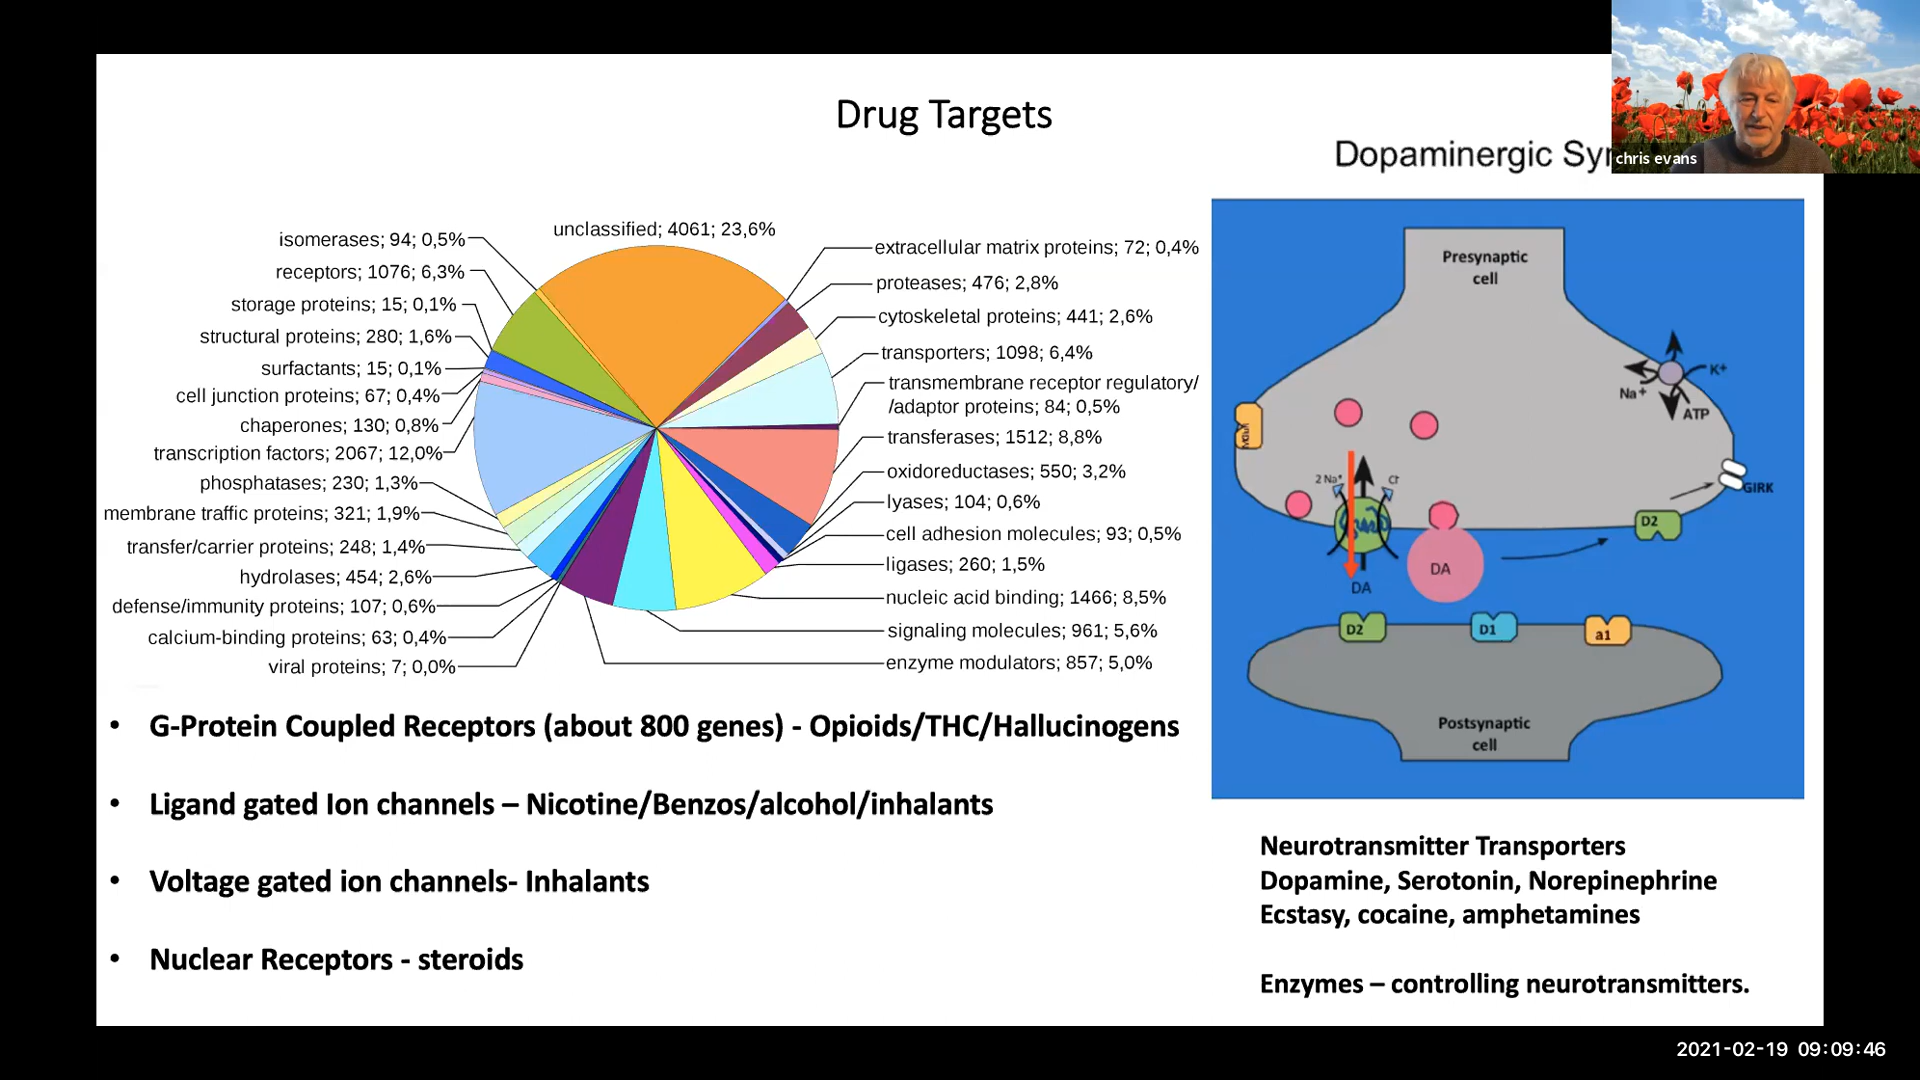 Drug Targets
chris evans
Dopaminergic
unclassified; 4061; 23,6%
isomerases; 94; 0,5%
receptors; 1076; 6,3%
storage proteins; 15; 0,1%
structural proteins; 280; 1,6%
surfactants; 15; 0,1%
cell junction proteins; 67; 0,4%
chaperones; 130; 0,8%
transcription factors; 2067; 12,0%
phosphatases; 230; 1,3%
membrane traffic proteins; 321; 1,9%
transfer/carrier proteins; 248; 1,4%
hydrolases; 454; 2,6%
defense/immunity proteins; 107; 0,6%
calcium-binding proteins; 63; 0,4%
viral proteins; 7; 0,0%
extracellular matrix proteins; 72; 0,4%
proteases; 476; 2,8%
cytoskeletal proteins; 441; 2,6%
transporters; 1098; 6,4%
transmembrane receptor regulatory/
/adaptor proteins; 84; 0,5%
transferases; 1512; 8,8%
oxidoreductases; 550; 3,2%
lyases; 104; 0,6%
cell adhesion molecules; 93; 0,5%
ligases; 260; 1,5%
nucleic acid binding; 1466; 8,5%
signaling molecules; 961; 5,6%
enzyme modulators; 857; 5,0%
Presynaptic
cell
K+
Na+
ATP
2 Na+
Cl-
GIRK
D2
DA
DA
D2
D1
a1
Postsynaptic
cell
• G-Protein Coupled Receptors (about 800 genes) - Opioids/THC/Hallucinogens
• Ligand gated Ion channels – Nicotine/Benzos/alcohol/inhalants
• Voltage gated ion channels- Inhalants
• Nuclear Receptors - steroids
Neurotransmitter Transporters
Dopamine, Serotonin, Norepinephrine
Ecstasy, cocaine, amphetamines
Enzymes – controlling neurotransmitters.
2021-02-19 09:09:46